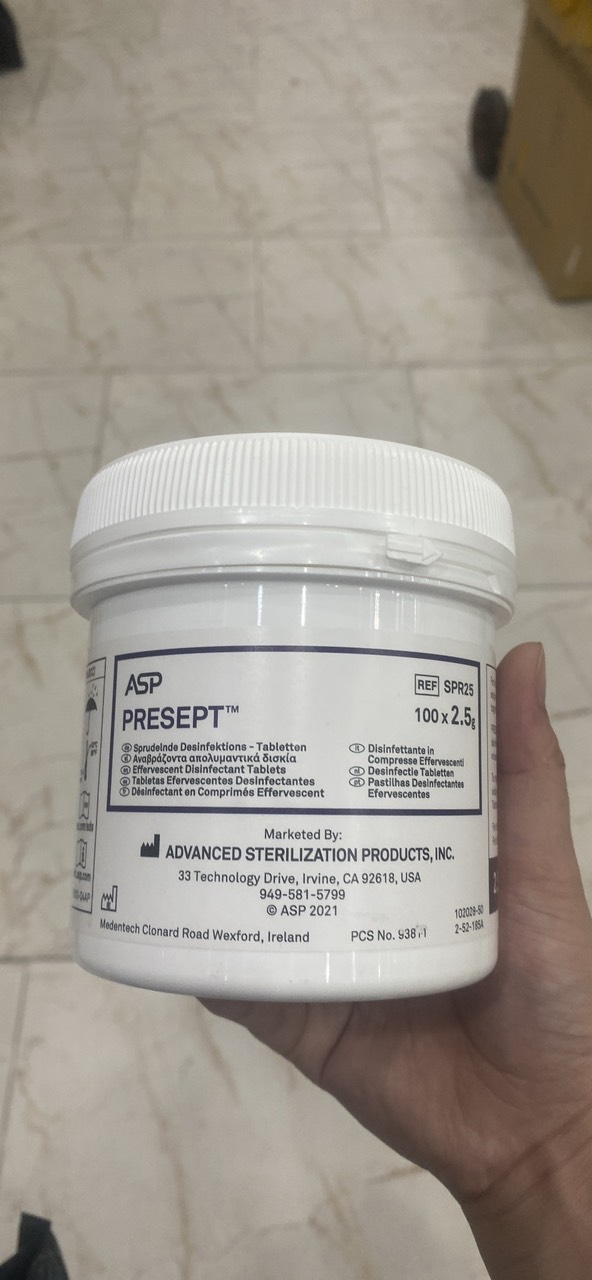 ASP
PRESEPT™
REF SPR25
100 x 2.5g
Sprudelnde Desinfektions - Tabletten
Αναβράζοντα απολυμαντικά δισκία
Effervescent Disinfectant Tablets
Tabletas Efervescentes Desinfectantes
Désinfectant en Comprimés Effervescent
Disinfettante in
Compresse Effervescenti
Desinfectie Tabletten
Pastilhas Desinfectantes
Efervescentes
Marketed By:
ADVANCED STERILIZATION PRODUCTS, INC.
33 Technology Drive, Irvine, CA 92618, USA
949-581-5799
© ASP 2021
Medentech Clonard Road Wexford, Ireland
PCS No.
102029-50
2-52-185A